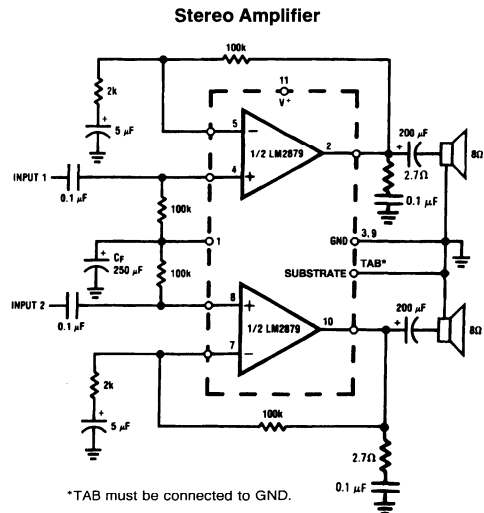 Stereo Amplifier
100k
11
V+
2k
5 μF
5
1/2 LM2879
2
4
200 μF
8Ω
2.7Ω
0.1 μF
INPUT 1
0.1 μF
100k
1
GND
3, 9
CF
250 μF
100k
SUBSTRATE
TAB*
INPUT 2
0.1 μF
8
1/2 LM2879
10
7
200 μF
8Ω
2k
5 μF
100k
2.7Ω
0.1 μF
*TAB must be connected to GND.